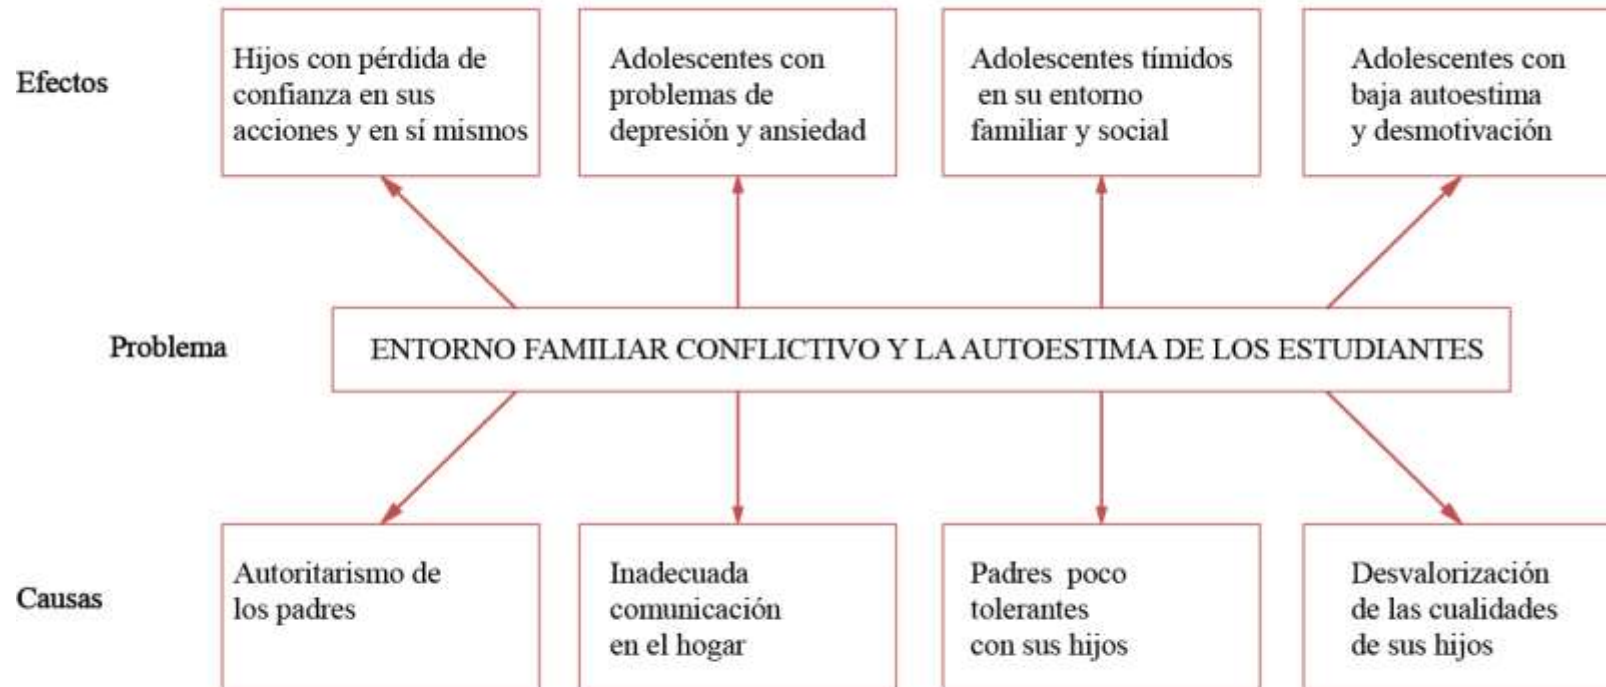 Efectos
Hijos con pérdida de
confianza en sus
acciones y en sí mismos
Adolescentes con
problemas de
depresión y ansiedad
Adolescentes tímidos
en su entorno
familiar y social
Adolescentes con
baja autoestima
y desmotivación
Problema
ENTORNO FAMILIAR CONFLICTIVO Y LA AUTOESTIMA DE LOS ESTUDIANTES
Causas
Autoritarismo de
los padres
Inadecuada
comunicación
en el hogar
Padres poco
tolerantes
con sus hijos
Desvalorización
de las cualidades
de sus hijos